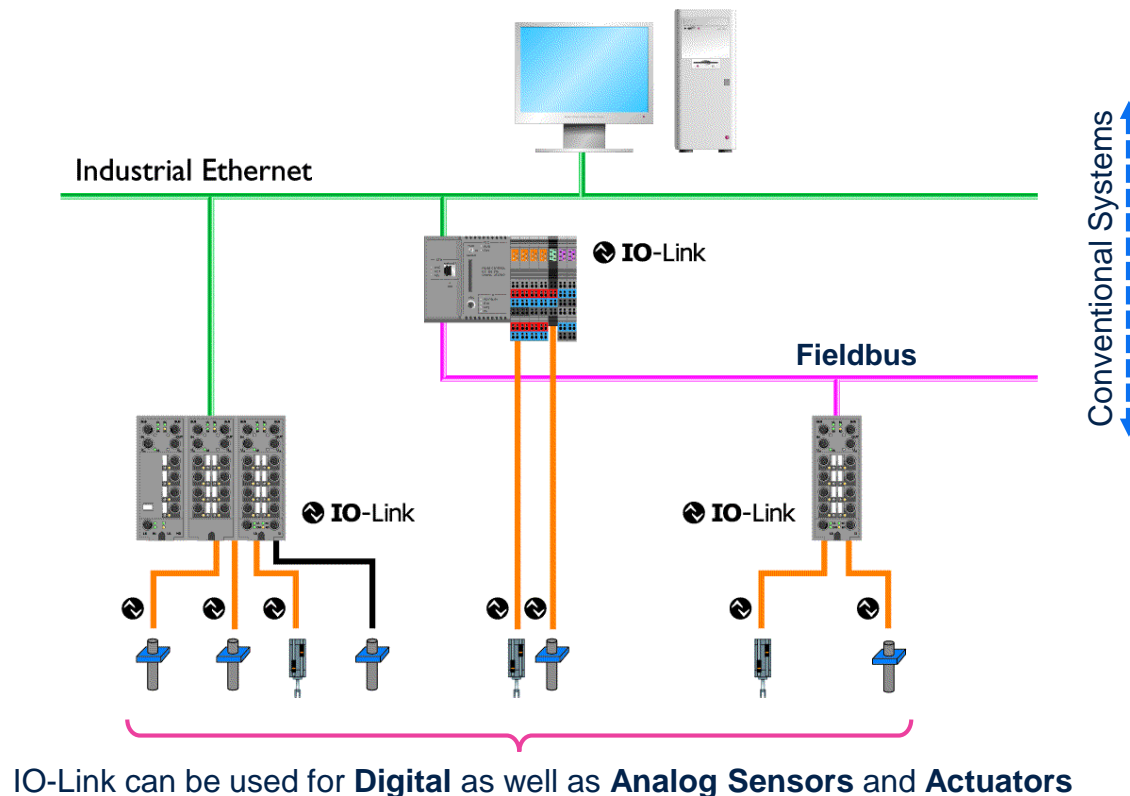 Industrial Ethernet
Conventional Systems
IO-Link
Fieldbus
IO-Link
IO-Link
IO-Link can be used for Digital as well as Analog Sensors and Actuators